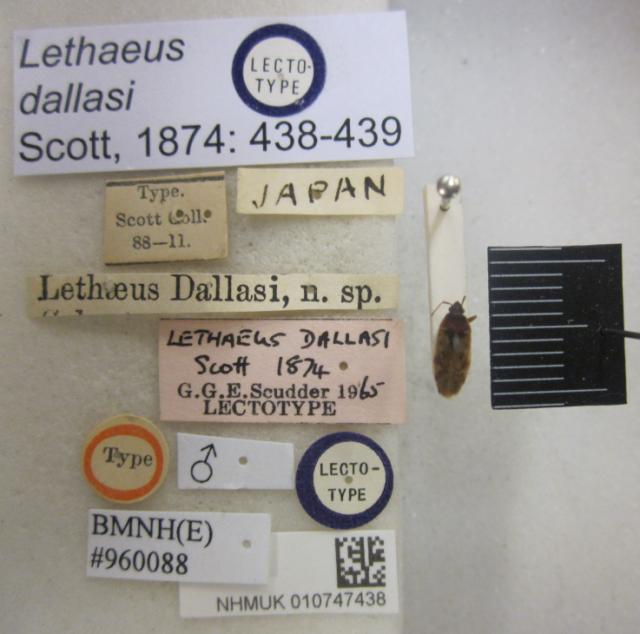 Lethaeus
dallasi
Scott, 1874: 438-439
LECTO-
TYPE
Type.
Scott Coll.
88—11.
JAPAN
Lethæus Dallasi, n. sp.
LETHAEUS DALLASI
Scott 1874
G.G.E.Scudder 1965
LECTOTYPE
Type
♂
LECTO-
TYPE
BMNH(E)
#960088
NHMUK 010747438